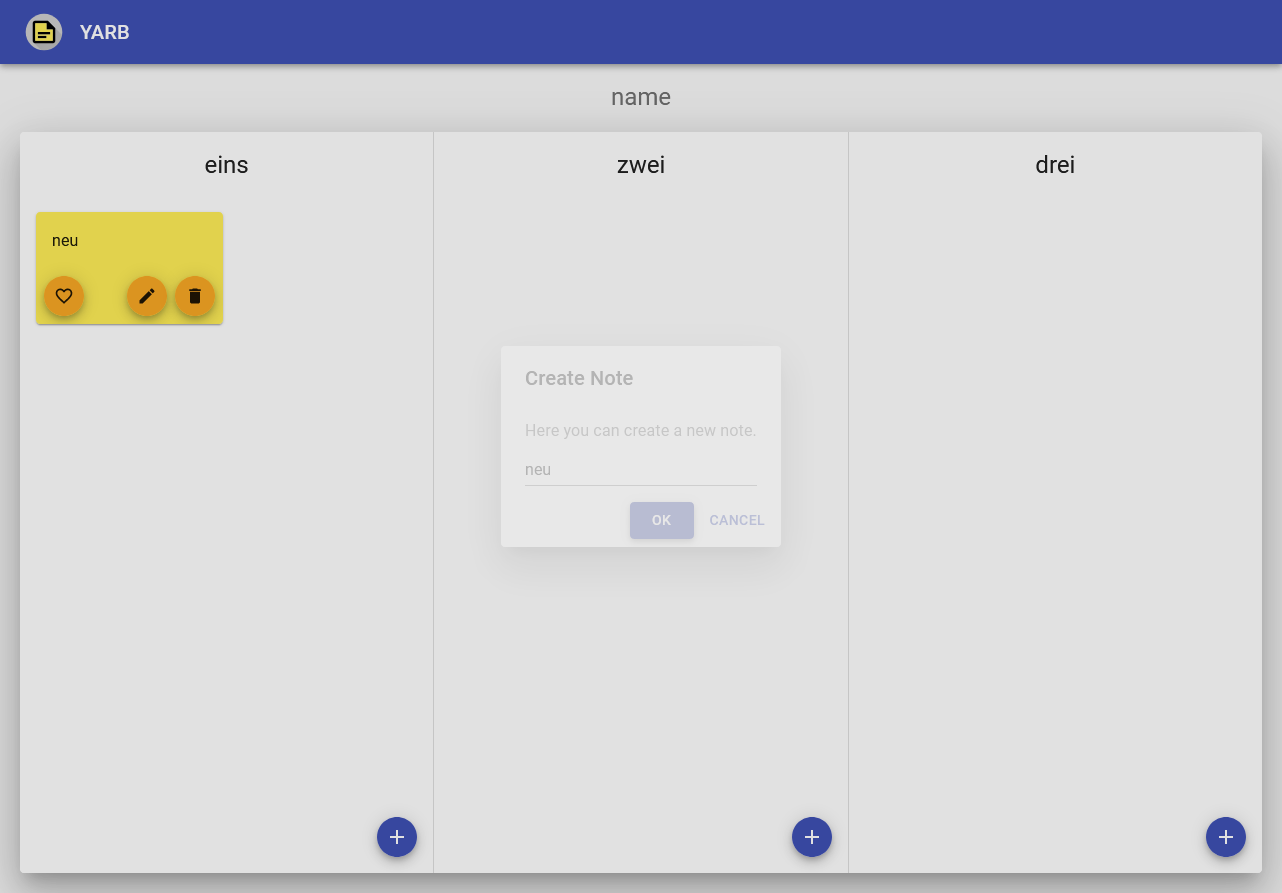 YARB
name
eins
zwei
drei
neu
Create Note
Here you can create a new note.
neu
OK
CANCEL